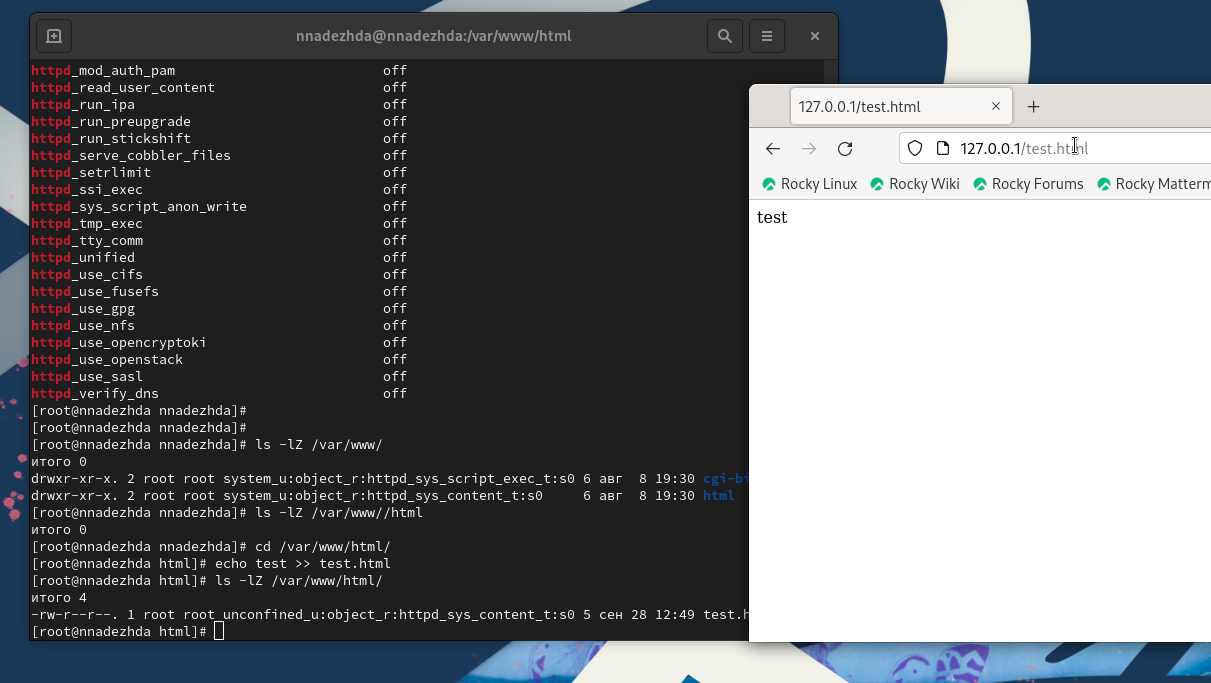 nnadezhda@nnadezhda:/var/www/html
httpd_mod_auth_pam off
httpd_read_user_content off
httpd_run_ipa off
httpd_run_preupgrade off
httpd_run_stickshift off
httpd_serve_cobbler_files off
httpd_setrlimit off
httpd_ssi_exec off
httpd_sys_script_anon_write off
httpd_tmp_exec off
httpd_tty_comm off
httpd_unified off
httpd_use_cifs off
httpd_use_fusefs off
httpd_use_gpg off
httpd_use_nfs off
httpd_use_opencryptoki off
httpd_use_openstack off
httpd_use_sasl off
httpd_verify_dns off
[root@nnadezhda nnadezhda]#
[root@nnadezhda nnadezhda]#
[root@nnadezhda nnadezhda]# ls -lZ /var/www/
итого 0
drwxr-xr-x. 2 root root system_u:object_r:httpd_sys_script_exec_t:s0 6 авг  8 19:30 cgi-bi
drwxr-xr-x. 2 root root system_u:object_r:httpd_sys_content_t:s0     6 авг  8 19:30 html
[root@nnadezhda nnadezhda]# ls -lZ /var/www//html
итого 0
[root@nnadezhda nnadezhda]# cd /var/www/html/
[root@nnadezhda html]# echo test >> test.html
[root@nnadezhda html]# ls -lZ /var/www/html/
итого 4
-rw-r--r--. 1 root root unconfined_u:object_r:httpd_sys_content_t:s0 5 сен 28 12:49 test.h
[root@nnadezhda html]#
127.0.0.1/test.html
127.0.0.1/test.html
Rocky Linux Rocky Wiki Rocky Forums Rocky Matterm
test